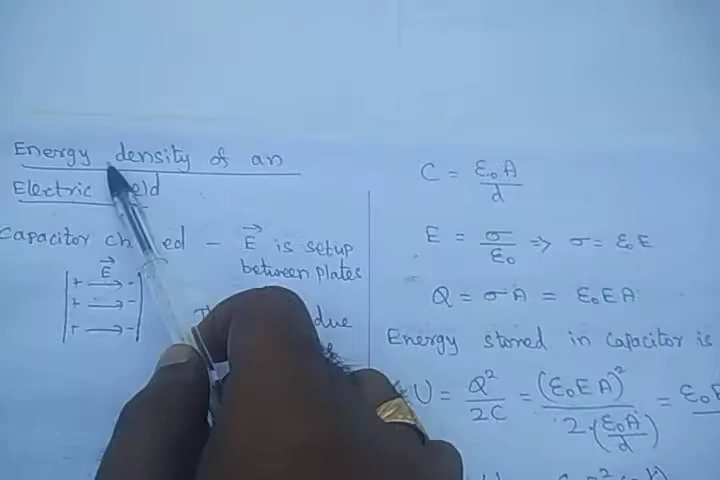 Energy density of an
Electric
Capacitor ch ed - E⃗ is setup
between plates
E⃗
+ → -
+ → -
+ → -
due
C = ε₀A/d
E = σ/ε₀ => σ = ε₀E
Q = σA = ε₀EA
Energy stored in capacitor is
U = Q²/2C = (ε₀EA)²/2.(ε₀A/d) =